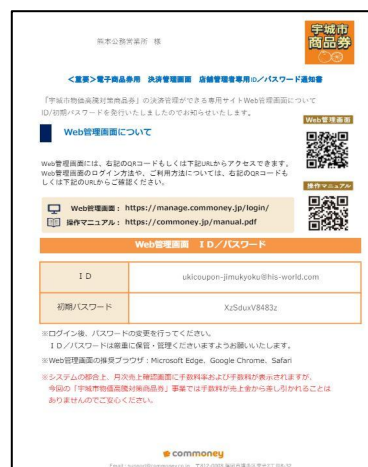 熊本公務営業所 様
宇城市
商品券
＜重要＞電子商品券用 決済管理画面 店舗管理者専用ID／パスワード通知書
「宇城市物価高騰対策商品券」の決済管理ができる専用サイトWeb管理画面について
ID/初期パスワードを発行いたしましたのでお知らせいたします。
Web管理画面
Web管理画面について
Web管理画面には、右記のQRコードもしくは下記URLからアクセスできます。
Web管理画面のログイン方法や、ご利用方法については、右記のQRコードも
しくは下記のURLからご確認ください。
操作マニュアル
Web管理画面：https://manage.commoney.jp/login/
操作マニュアル：https://commoney.jp/manual.pdf
Web管理画面 ＩＤ／パスワード
ＩＤ
ukicoupon-jimukyoku@his-world.com
初期パスワード
XzSduxV8483z
※ログイン後、パスワードの変更を行ってください。
ＩＤ／パスワードは厳重に保管・管理くださいますようお願いいたします。
※Web管理画面の推奨ブラウザ：Microsoft Edge、Google Chrome、Safari
※システムの都合上、月次売上確認画面に手数料率および手数料が表示されますが、
今回の「宇城市物価高騰対策商品券」事業では手数料が売上金から差し引かれることは
ありませんのでご安心ください。
commoney